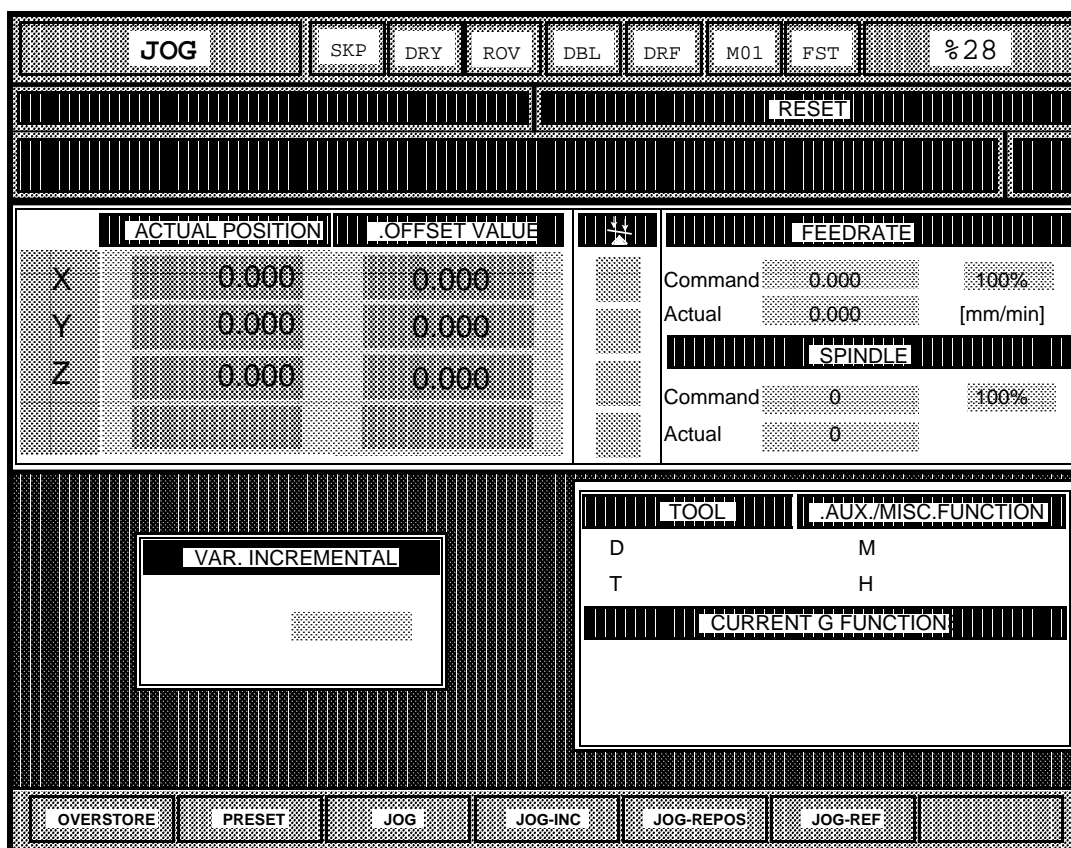 JOG SKP DRY ROV DBL DRF M01 FST %28
RESET
ACTUAL POSITION .OFFSET VALUE FEEDRATE
X 0.000 0.000 Command 0.000 100%
Y 0.000 0.000 Actual 0.000 [mm/min]
SPINDLE
Z 0.000 0.000 Command 0 100%
Actual 0
TOOL .AUX./MISC.FUNCTION
VAR. INCREMENTAL
D M
T H
CURRENT G FUNCTION
OVERSTORE PRESET JOG JOG-INC JOG-REPOS JOG-REF